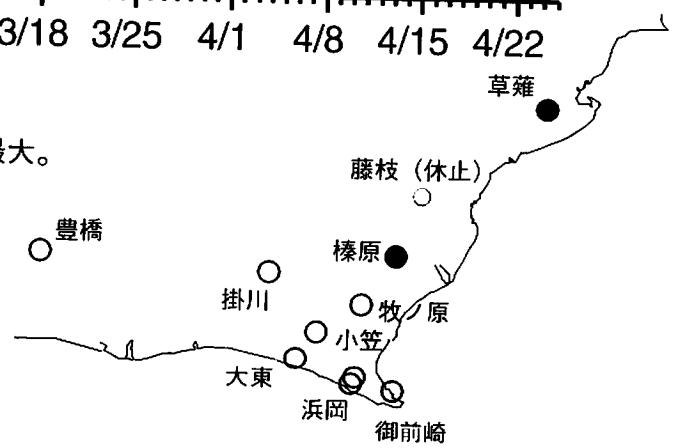 3/18 3/25 4/1 4/8 4/15 4/22
草薙
最大。
藤枝（休止）
豊橋
榛原
掛川
牧ノ原
小笠
大東
浜岡
御前崎